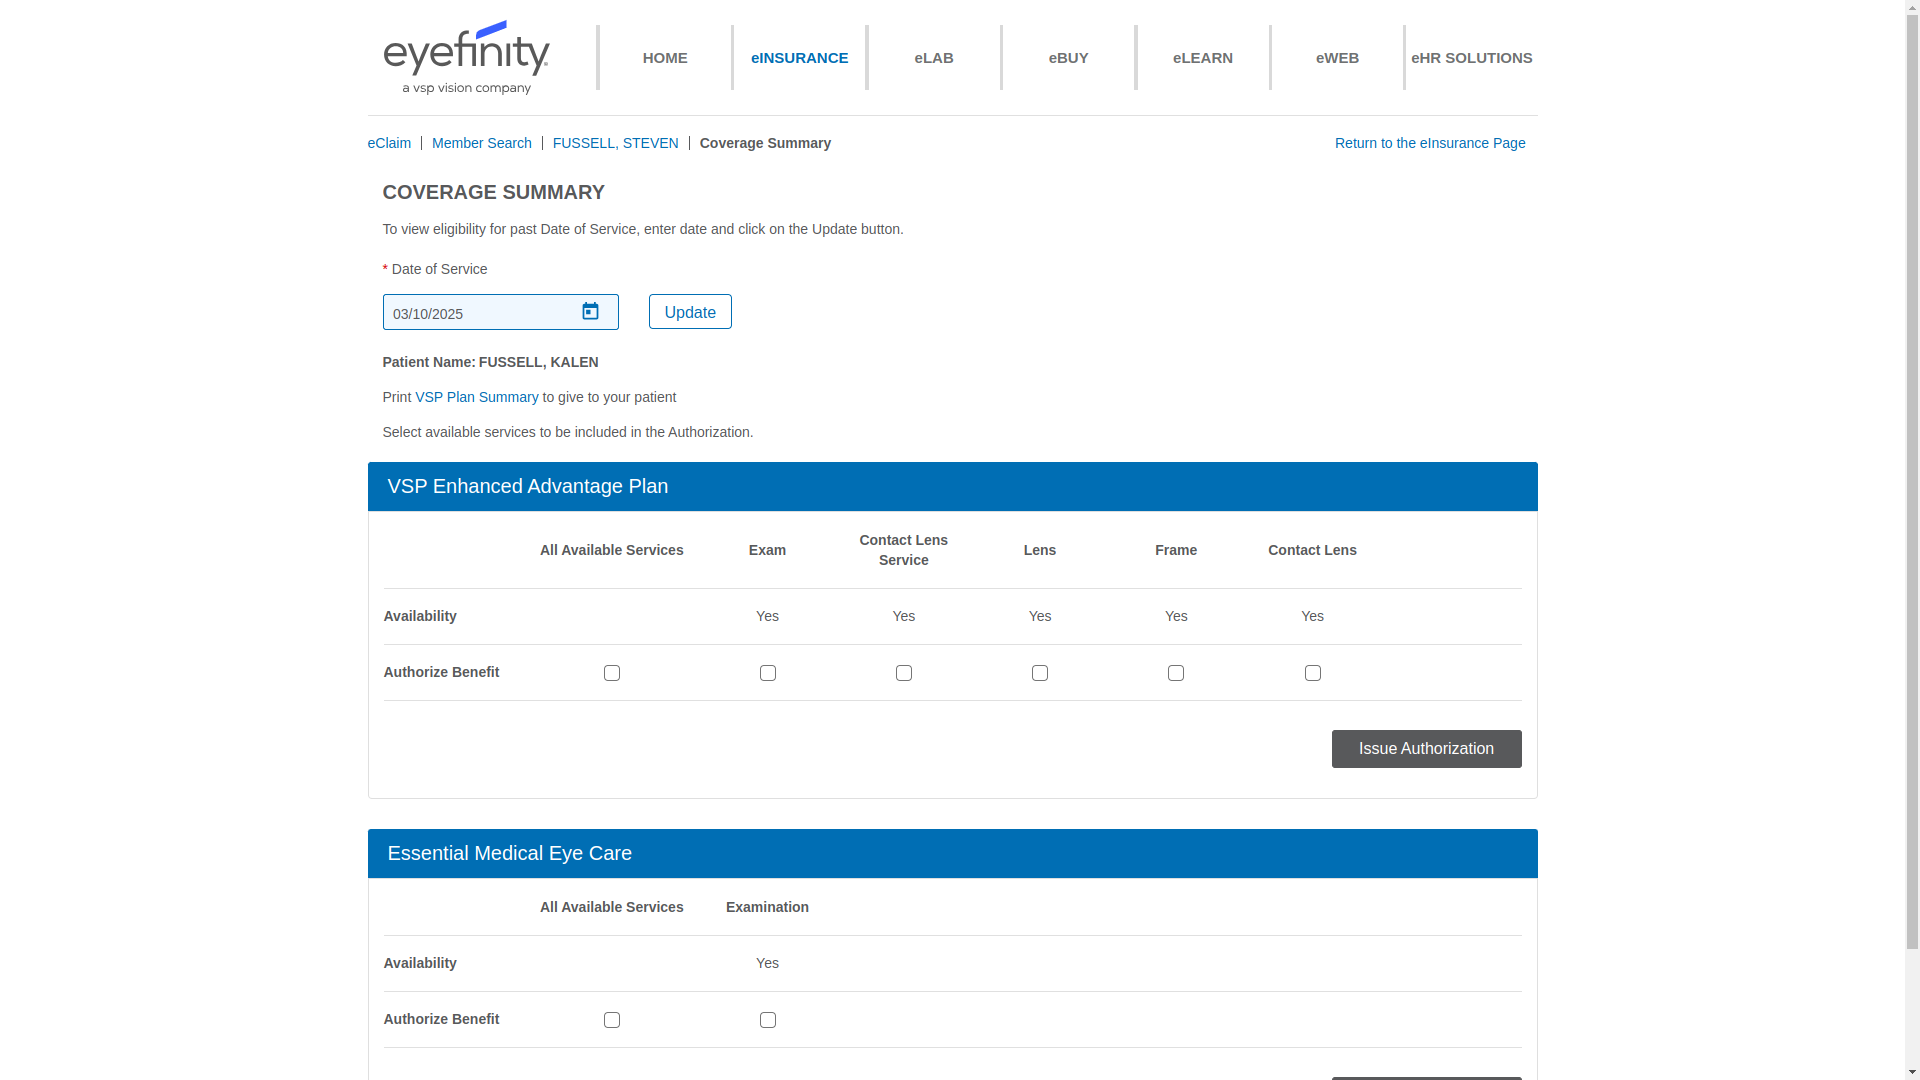 eyefinity
a vsp vision company
HOME
eINSURANCE
eLAB
eBUY
eLEARN
eWEB
eHR SOLUTIONS
eClaim
Member Search
FUSSELL, STEVEN
Coverage Summary
Return to the eInsurance Page
COVERAGE SUMMARY
To view eligibility for past Date of Service, enter date and click on the Update button.
* Date of Service
03/10/2025
Update
Patient Name: FUSSELL, KALEN
Print VSP Plan Summary to give to your patient
Select available services to be included in the Authorization.
VSP Enhanced Advantage Plan
All Available Services
Exam
Contact Lens
Service
Lens
Frame
Contact Lens
Availability
Yes
Yes
Yes
Yes
Yes
Authorize Benefit
Issue Authorization
Essential Medical Eye Care
All Available Services
Examination
Availability
Yes
Authorize Benefit